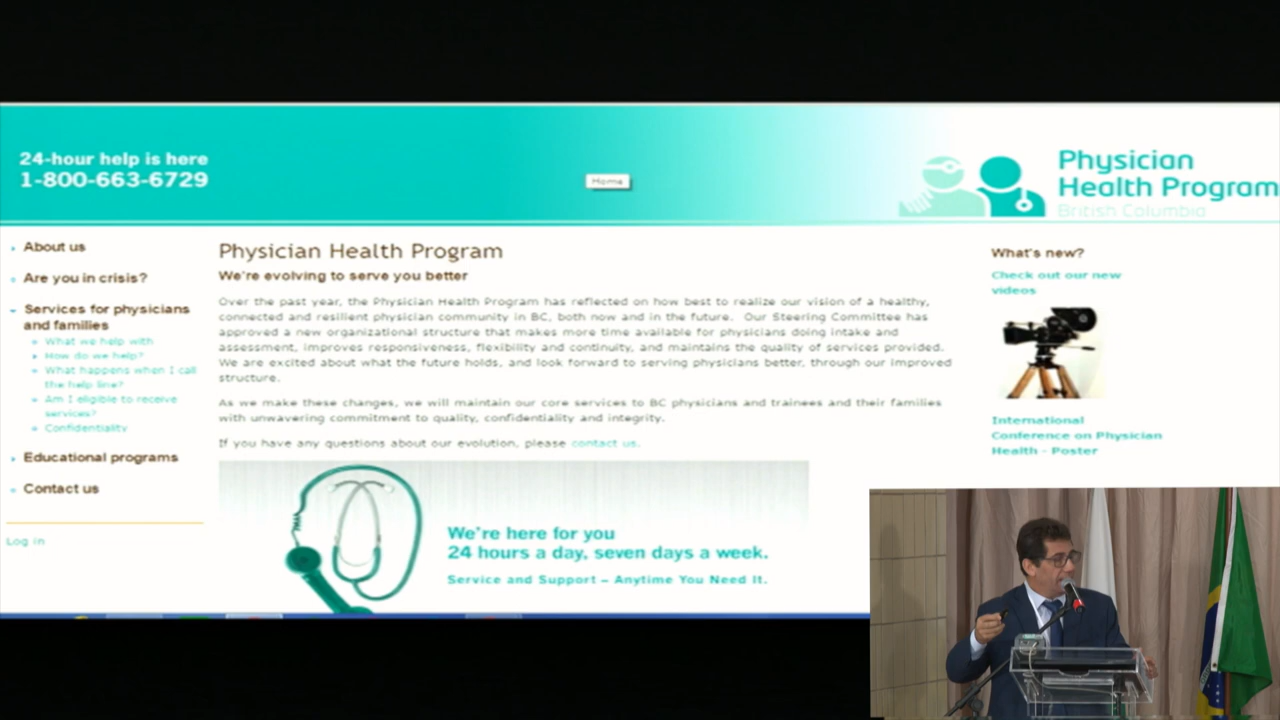 24-hour help is here
1-800-663-6729
Home
Physician
Health Program
British Columbia
About us
Are you in crisis?
Services for physicians
and families
What we help with
How do we help?
What happens when I call
the help line?
Am I eligible to receive
services?
Confidentiality
Educational programs
Contact us
Log in
Physician Health Program
We're evolving to serve you better
Over the past year, the Physician Health Program has reflected on how best to realize our vision of a healthy,
connected and resilient physician community in BC, both now and in the future. Our Steering Committee has
approved a new organizational structure that makes more time available for physicians doing intake and
assessment, improves responsiveness, flexibility and continuity, and maintains the quality of services provided.
We are excited about what the future holds, and look forward to serving physicians better, through our improved
structure.
As we make these changes, we will maintain our core services to BC physicians and trainees and their families
with unwavering commitment to quality, confidentiality and integrity.
If you have any questions about our evolution, please contact us.
We're here for you
24 hours a day, seven days a week.
Service and Support – Anytime You Need It.
What's new?
Check out our new
videos
International
Conference on Physician
Health - Poster